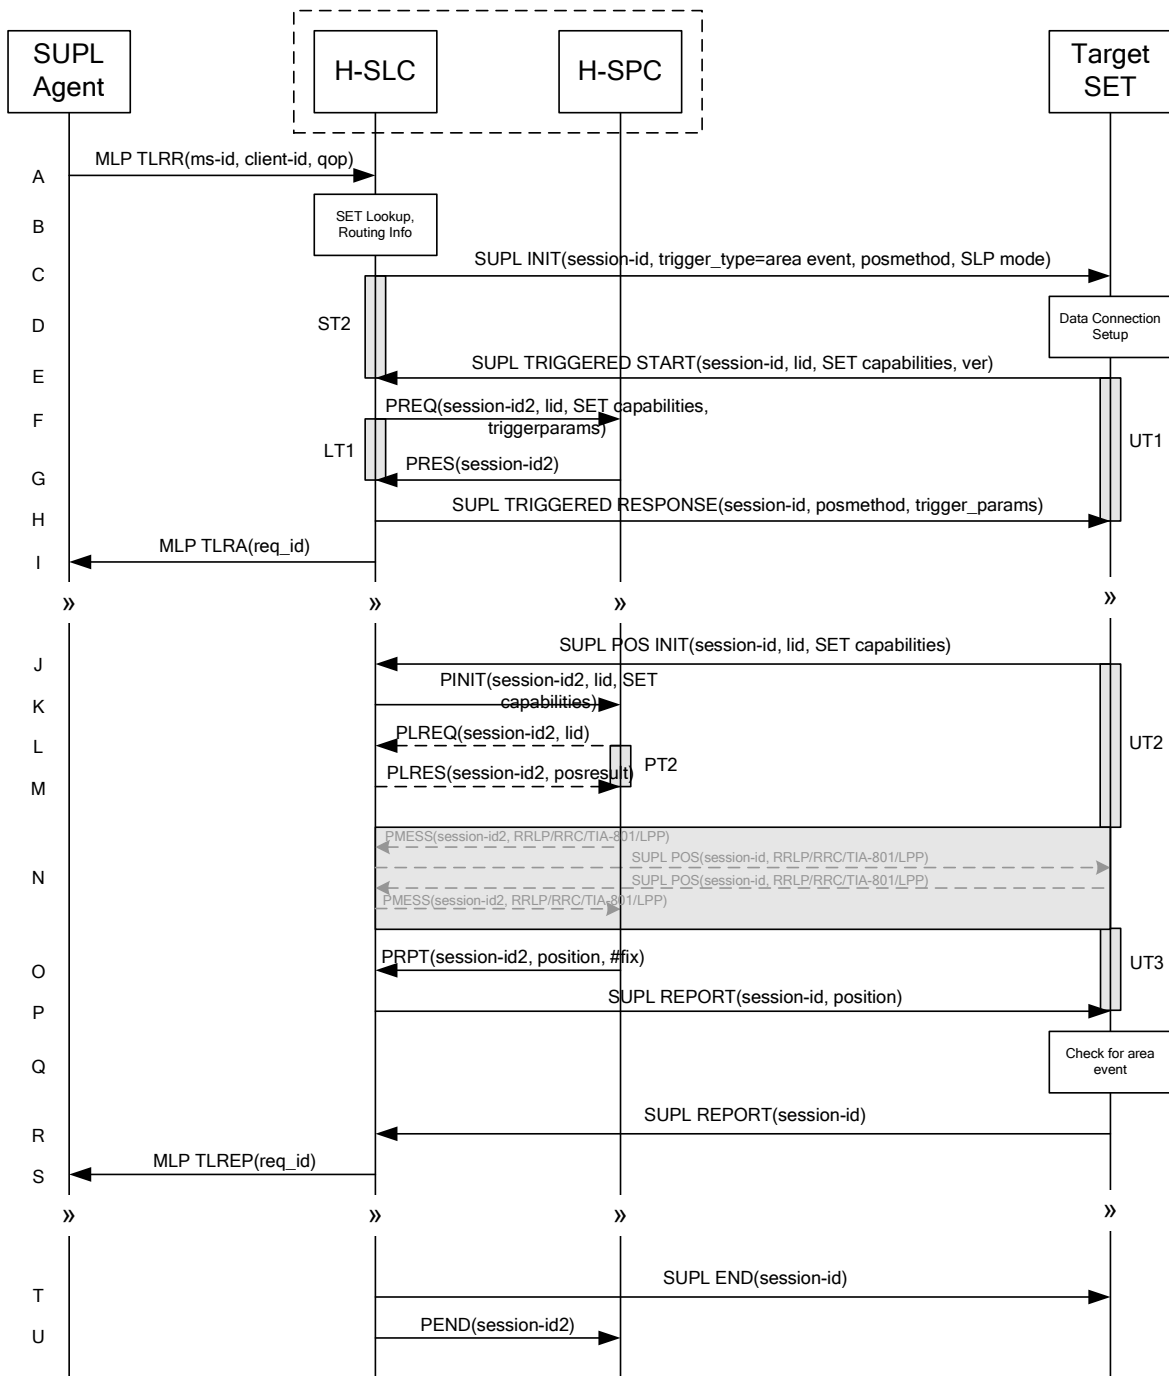 SUPL
Agent
H-SLC
H-SPC
Target
SET
A
MLP TLRR(ms-id, client-id, qop)
B
SET Lookup,
Routing Info
C
SUPL INIT(session-id, trigger_type=area event, posmethod, SLP mode)
D
ST2
Data Connection
Setup
E
SUPL TRIGGERED START(session-id, lid, SET capabilities, ver)
F
PREQ(session-id2, lid, SET capabilities,
triggerparams)
LT1
UT1
G
PRES(session-id2)
H
SUPL TRIGGERED RESPONSE(session-id, posmethod, trigger_params)
I
MLP TLRA(req_id)
»
»
»
»
J
SUPL POS INIT(session-id, lid, SET capabilities)
K
PINIT(session-id2, lid, SET
capabilities)
L
PLREQ(session-id2, lid)
PT2
UT2
M
PLRES(session-id2, posresult)
N
PMESS(session-id2, RRLP/RRC/TIA-801/LPP)
SUPL POS(session-id, RRLP/RRC/TIA-801/LPP)
SUPL POS(session-id, RRLP/RRC/TIA-801/LPP)
PMESS(session-id2, RRLP/RRC/TIA-801/LPP)
O
PRPT(session-id2, position, #fix)
UT3
P
SUPL REPORT(session-id, position)
Q
Check for area
event
R
SUPL REPORT(session-id)
S
MLP TLREP(req_id)
»
»
»
»
T
SUPL END(session-id)
U
PEND(session-id2)